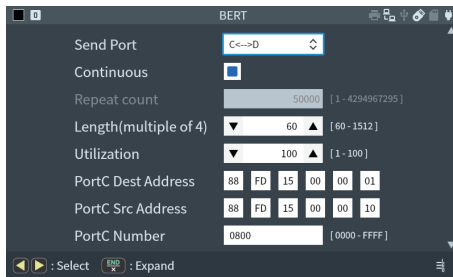 0 BERT
Send Port C<-->D
Continuous
Repeat count 50000 [1 - 4294967295]
Length(multiple of 4) ▼ 60 ▲ [60 - 1512]
Utilization ▼ 100 ▲ [1 - 100]
PortC Dest Address 88 FD 15 00 00 01
PortC Src Address 88 FD 15 00 00 10
PortC Number 0800 [0000 - FFFF]
: Select END × : Expand